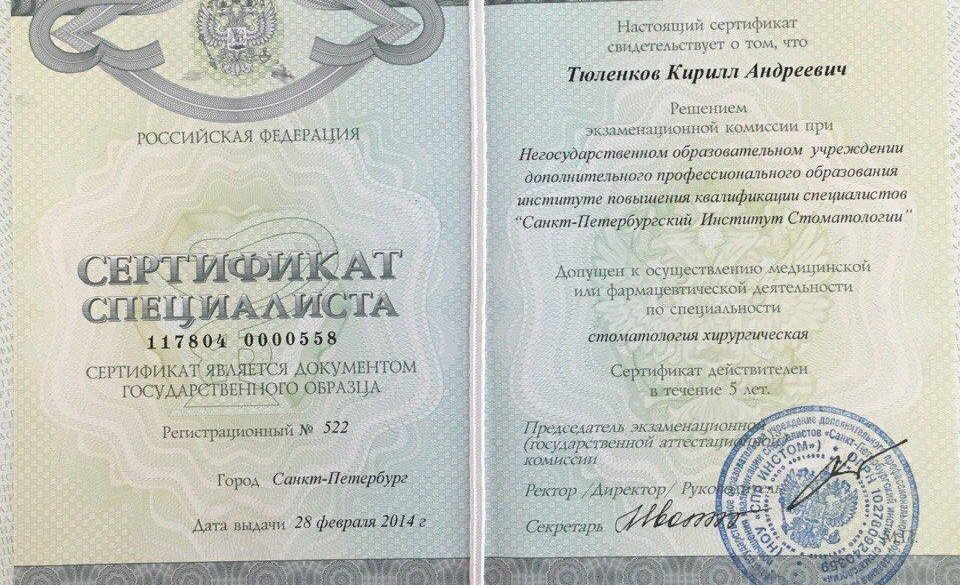 РОССИЙСКАЯ ФЕДЕРАЦИЯ
СЕРТИФИКАТ
СПЕЦИАЛИСТА
117804 0000558
СЕРТИФИКАТ ЯВЛЯЕТСЯ ДОКУМЕНТОМ
ГОСУДАРСТВЕННОГО ОБРАЗЦА
Регистрационный № 522
Город Санкт-Петербург
Дата выдачи 28 февраля 2014 г
Настоящий сертификат
свидетельствует о том, что
Тюленков Кирилл Андреевич
Решением
экзаменационной комиссии при
Негосударственном образовательном учреждении
дополнительного профессионального образования
институте повышения квалификации специалистов
"Санкт-Петербургский Институт Стоматологии"
Допущен к осуществлению медицинской
или фармацевтической деятельности
по специальности
стоматология хирургическая
Сертификат действителен
в течение 5 лет.
Председатель экзаменационной
(государственной аттестационной)
комиссии
Ректор /Директор/ Руководитель
Секретарь